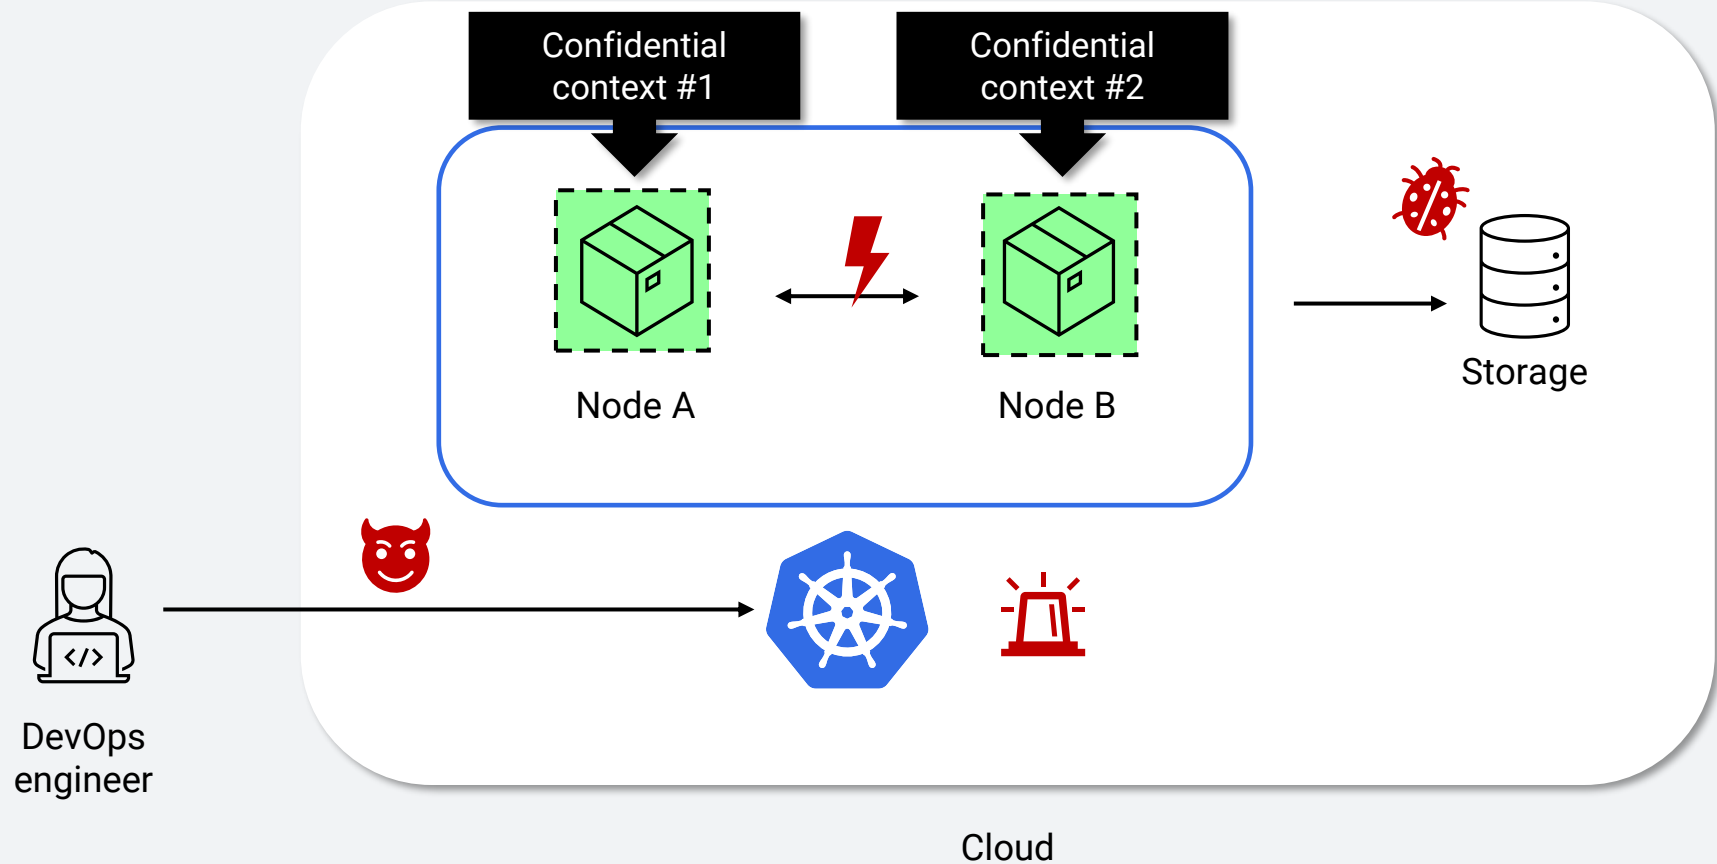 Confidential
context #1
Confidential
context #2
Node A
Node B
Storage
</>
DevOps
engineer
Cloud